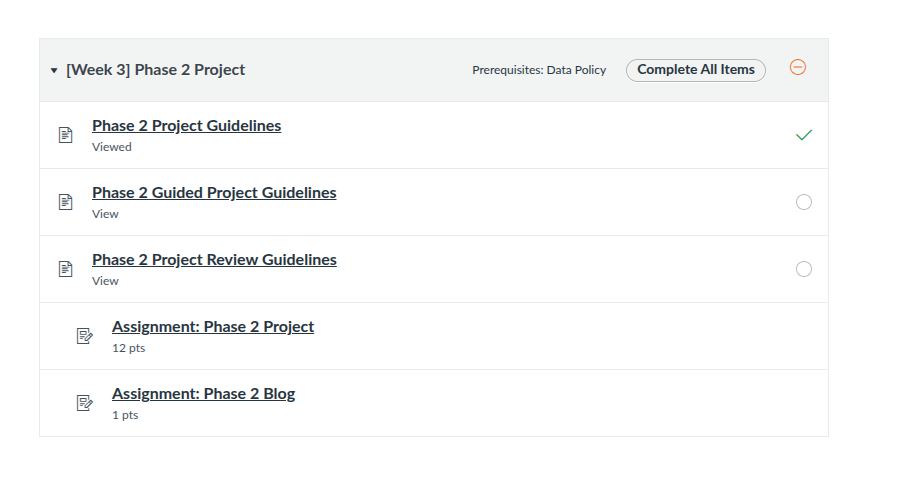 [Week 3] Phase 2 Project
Prerequisites: Data Policy
Complete All Items
Phase 2 Project Guidelines
Viewed
Phase 2 Guided Project Guidelines
View
Phase 2 Project Review Guidelines
View
Assignment: Phase 2 Project
12 pts
Assignment: Phase 2 Blog
1 pts